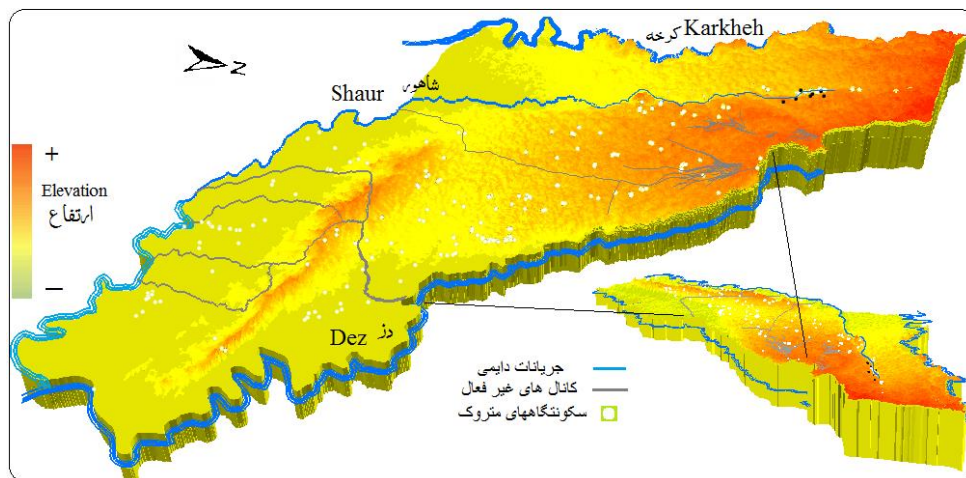 کرخه Karkheh
Shaur شاهور
N
+
Elevation
ارتفاع
–
Dez دز
جریانات دایمی
کانال های غیر فعال
سکونتگاههای متروک